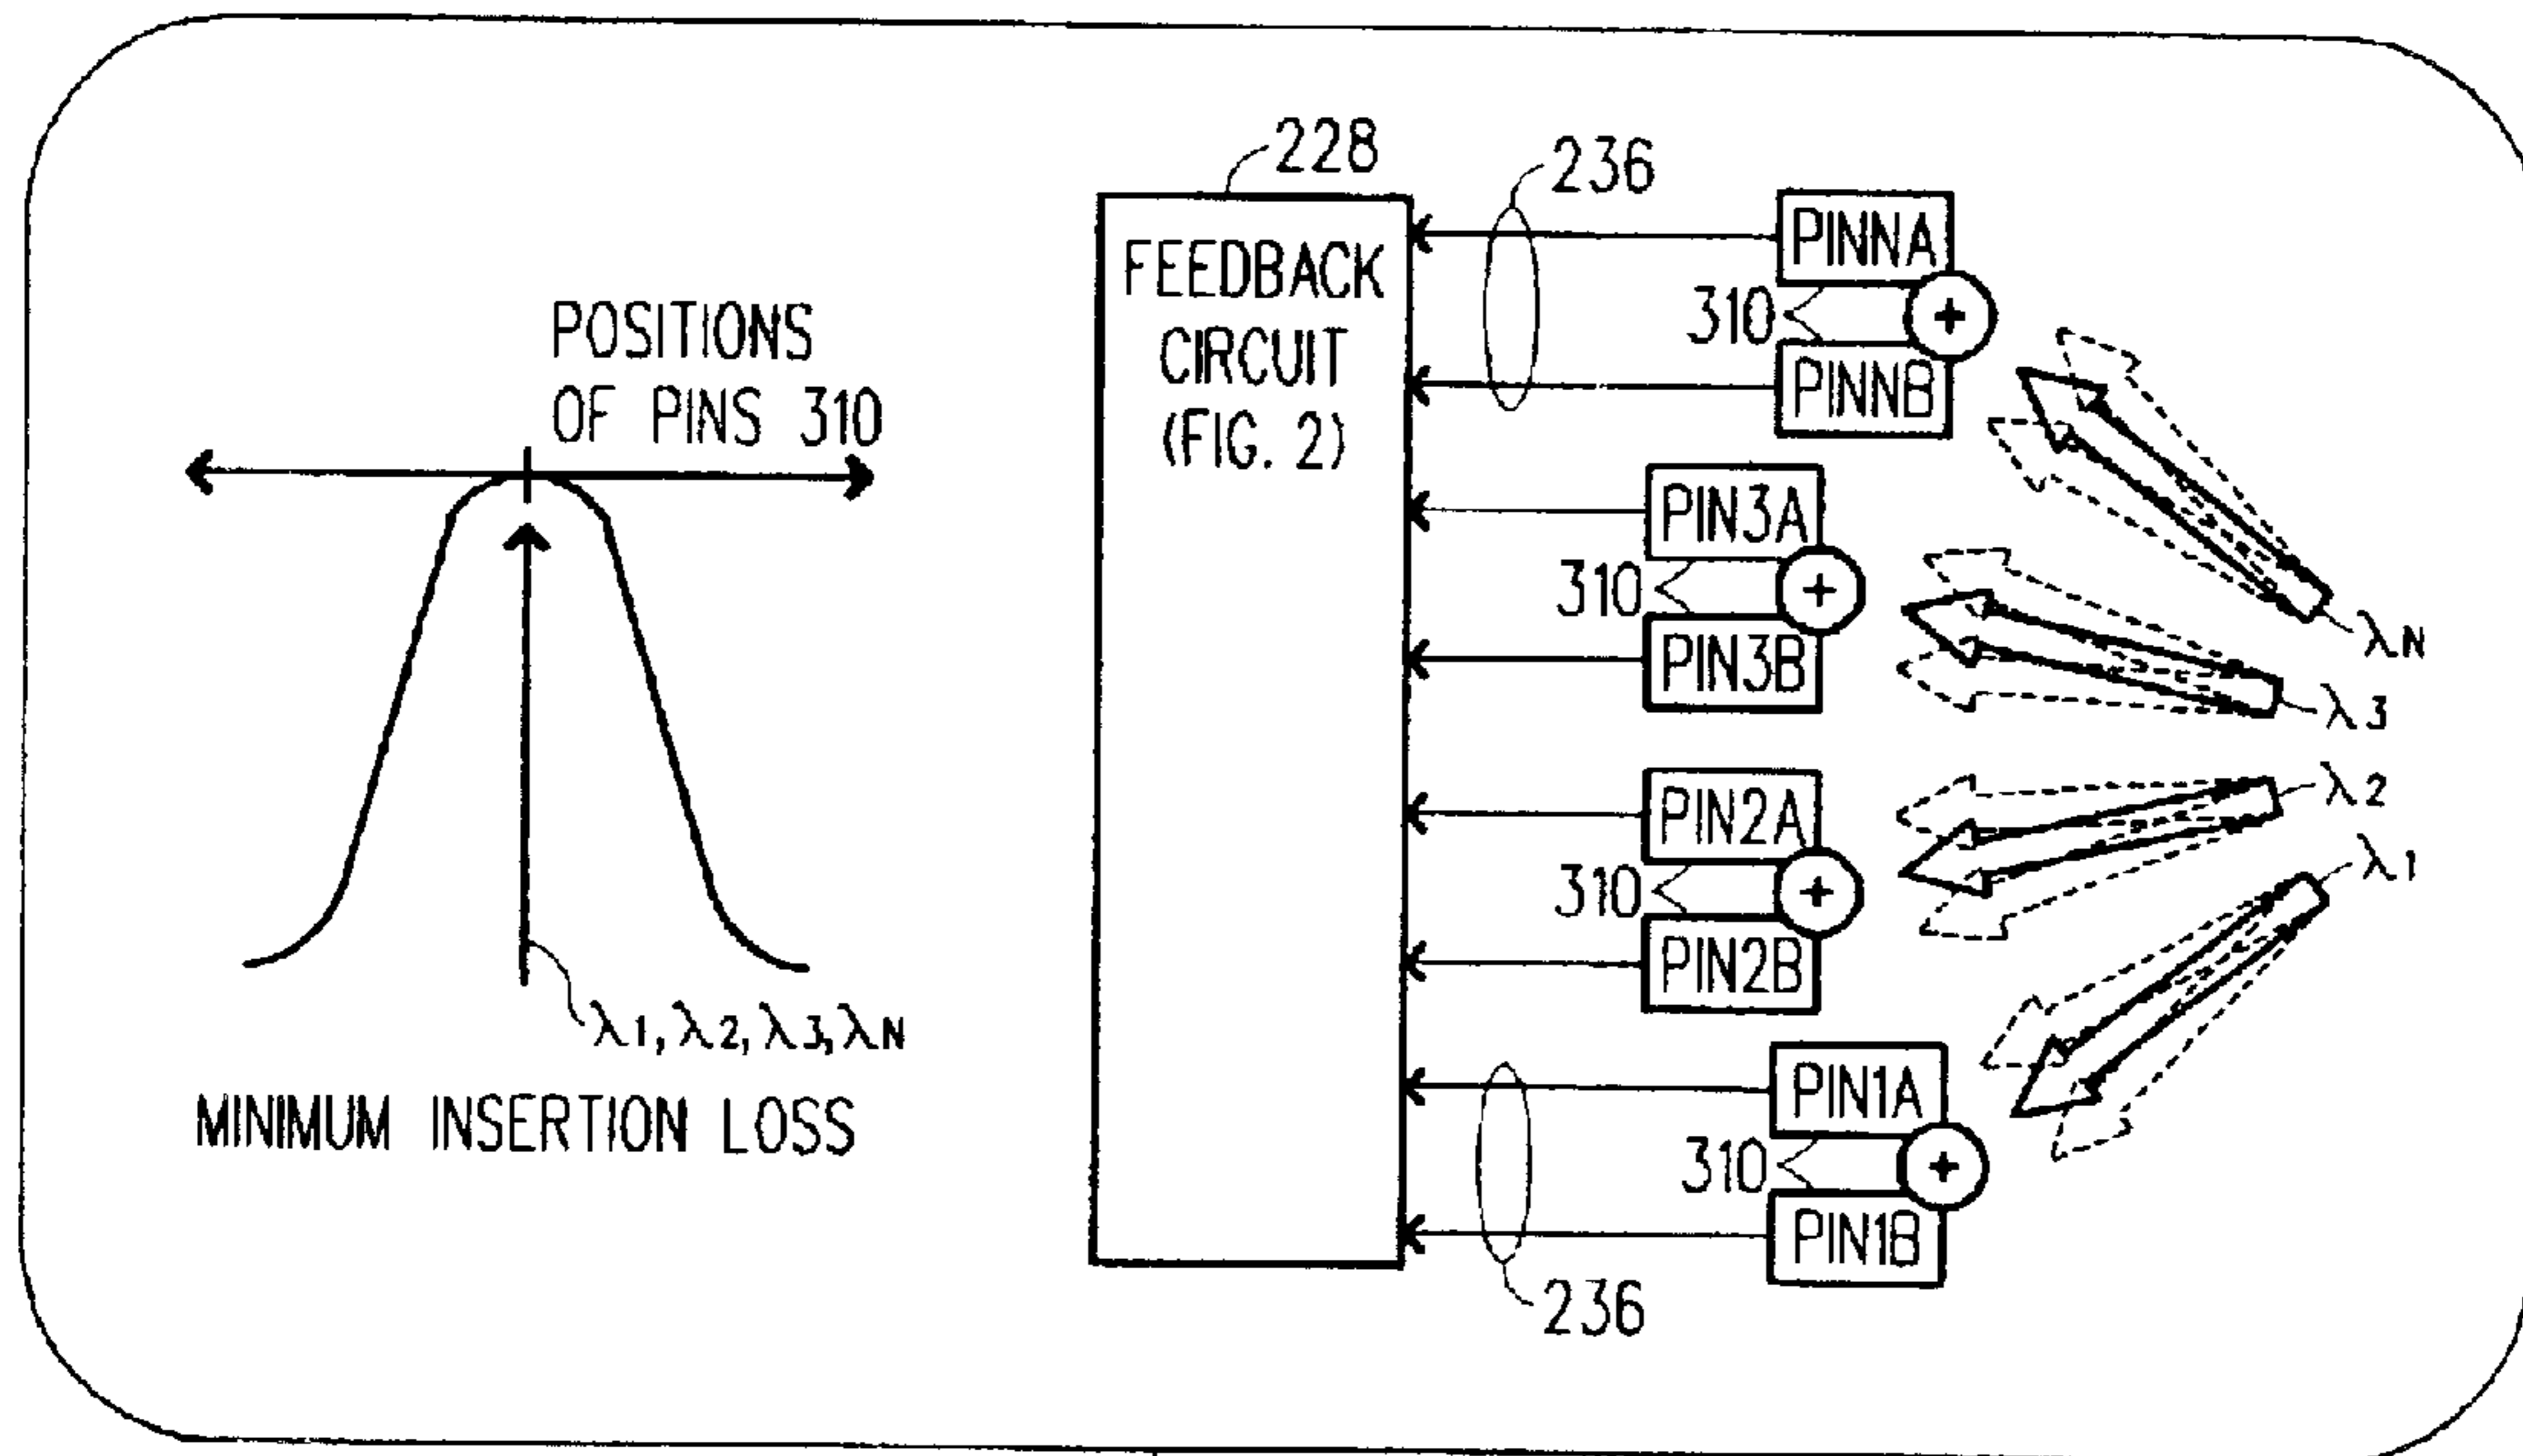 228
236
FEEDBACK
CIRCUIT
(FIG. 2)
POSITIONS
OF PINS 310
PINNA
310
+
PINNB
PIN3A
310
+
PIN3B
PIN2A
310
+
PIN2B
PIN1A
310
+
PIN1B
236
λN
λ3
λ2
λ1
λ1, λ2, λ3, λN
MINIMUM INSERTION LOSS